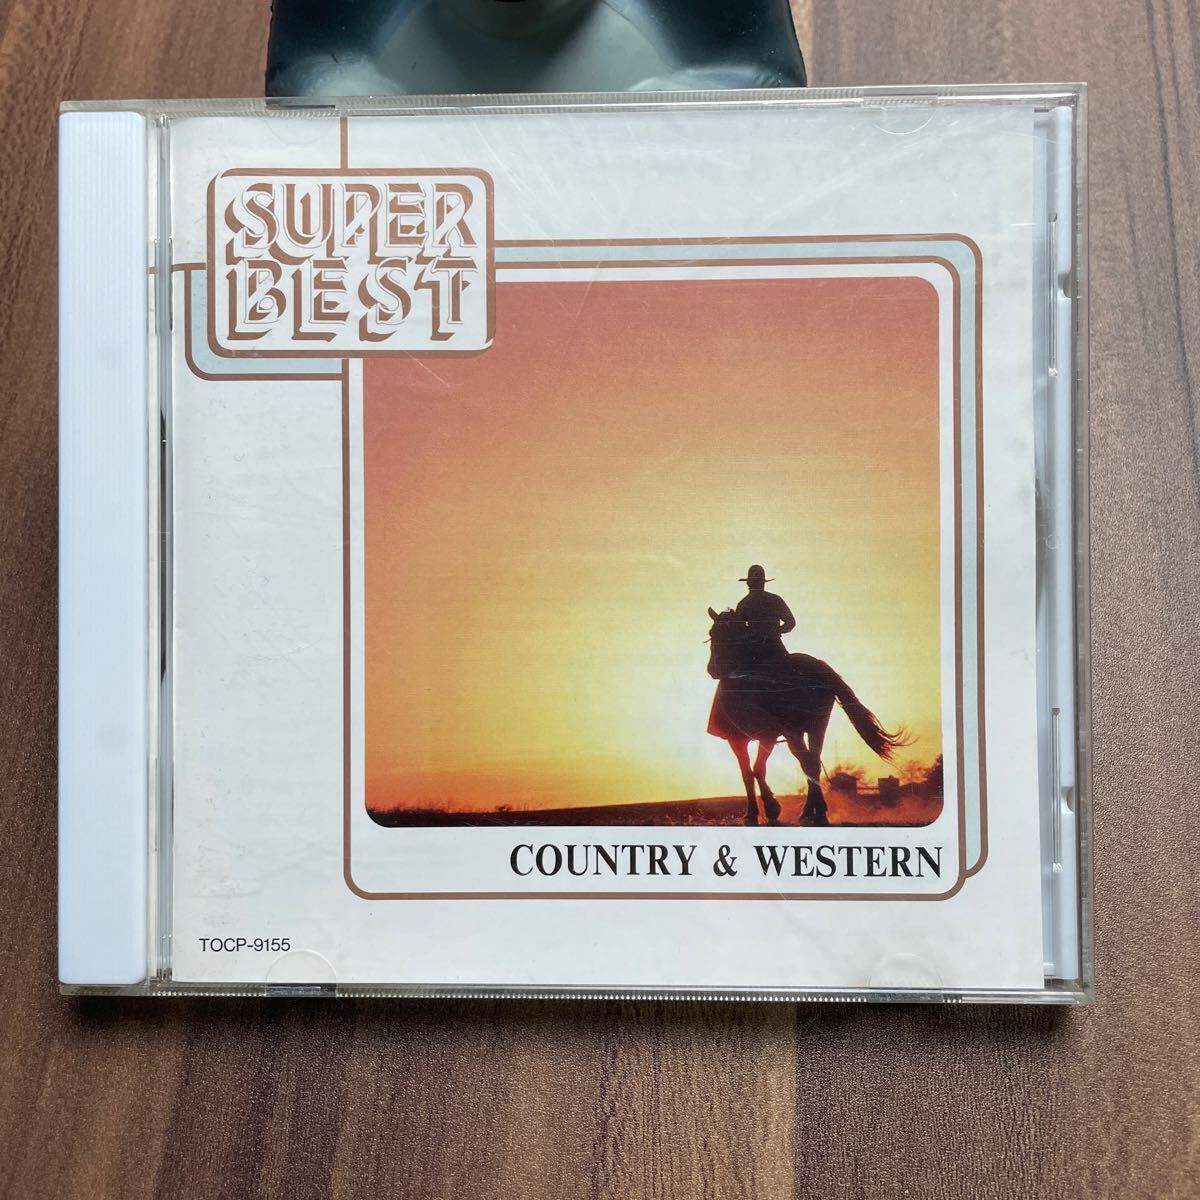 SUPER
BEST
COUNTRY & WESTERN
TOCP-9155